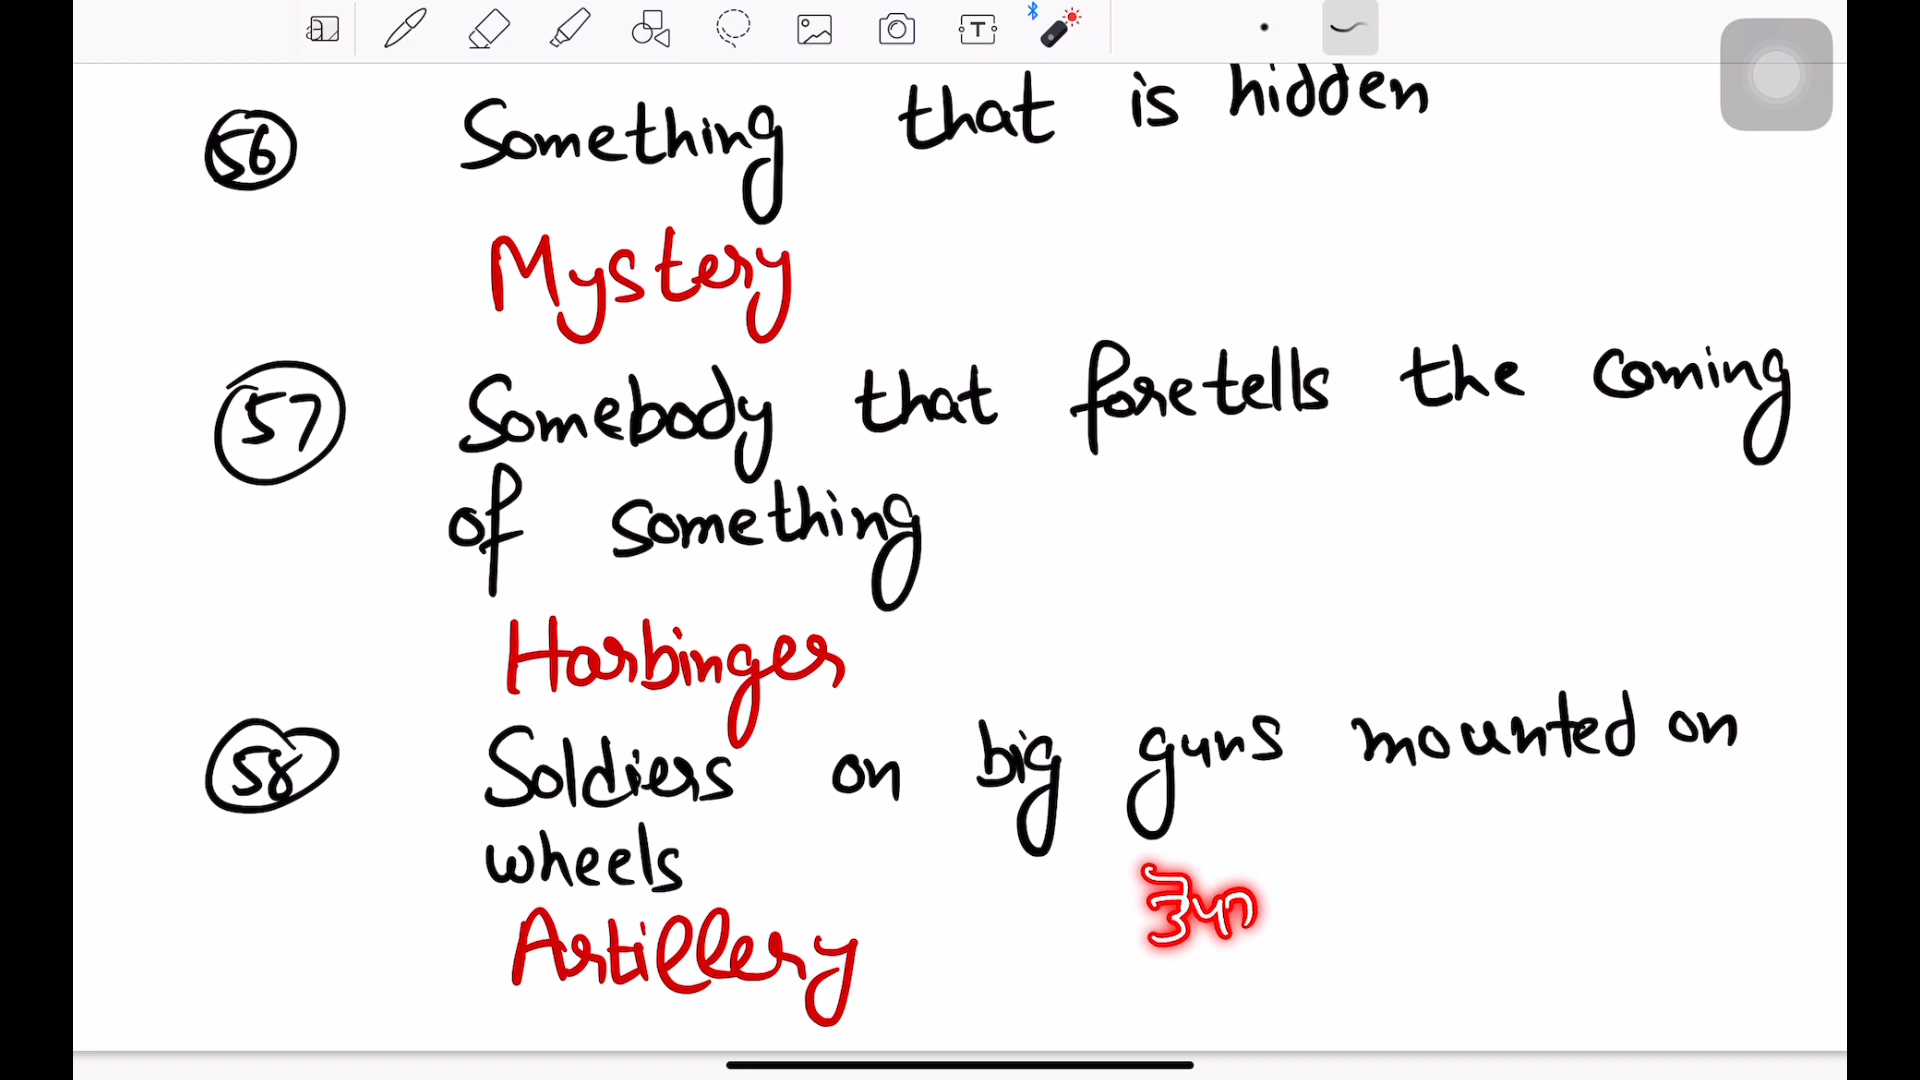 56 Something that is hidden
Mystery
57 Somebody that foretells the coming
of something
Harbinger
58 Soldiers on big guns mounted on
wheels
Artillery